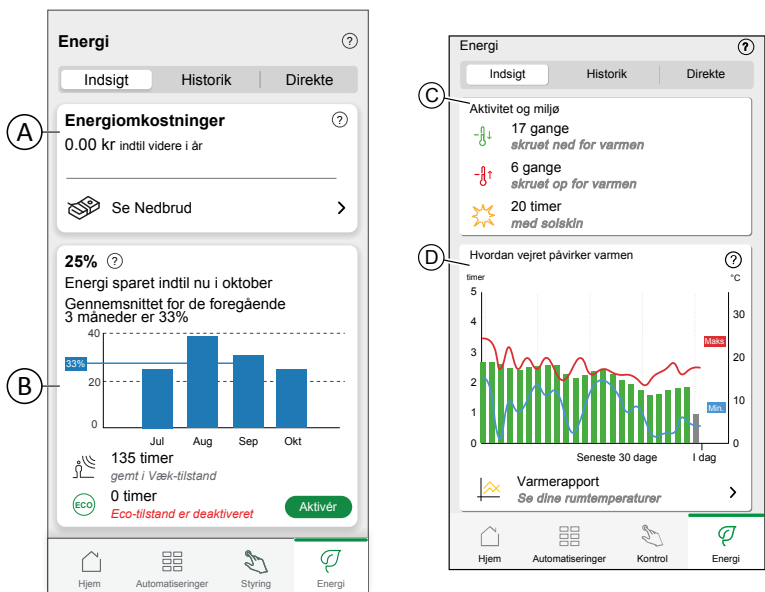 Energi
?
Indsigt Historik Direkte
A
Energiomkostninger
?
0.00 kr indtil videre i år
Se Nedbrud
B
25% ?
Energi sparet indtil nu i oktober
Gennemsnittet for de foregående
3 måneder er 33%
40
33%
20
0
Jul Aug Sep Okt
135 timer
gemt i Væk-tilstand
ECO
0 timer
Eco-tilstand er deaktiveret
Aktivér
Hjem Automatiseringer Styring Energi
Energi
?
Indsigt Historik Direkte
C
Aktivitet og miljø
17 gange
skruet ned for varmen
6 gange
skruet op for varmen
20 timer
med solskin
D
Hvordan vejret påvirker varmen
?
timer °C
5
4
3
2
1
0
30
20
10
0
Maks
Min.
Seneste 30 dage I dag
Varmerapport
Se dine rumtemperaturer
Hjem Automatiseringer Kontrol Energi